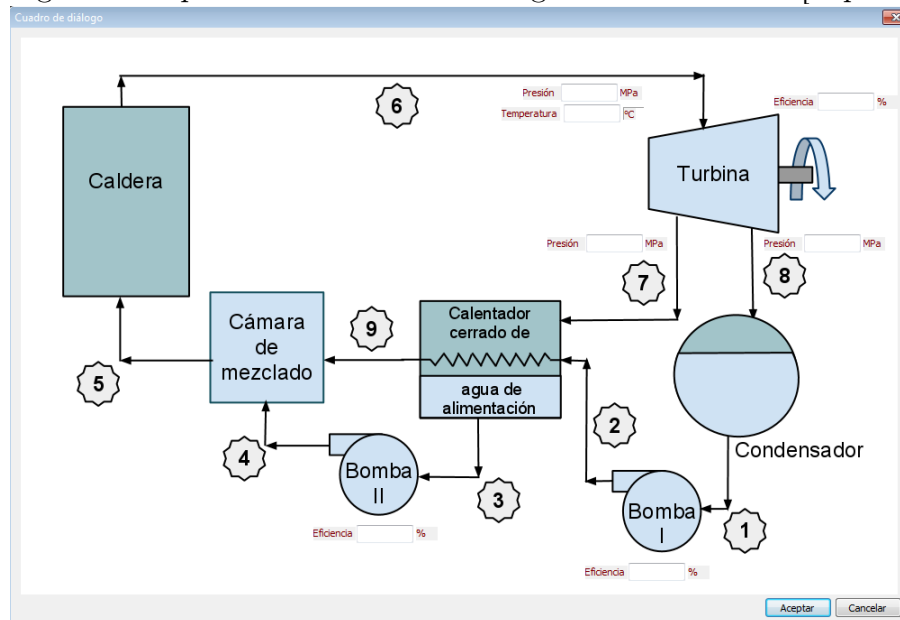 Cuadro de diálogo
Presión MPa
Temperatura ºC
Eficiencia %
6
Caldera
Turbina
Presión MPa
Presión MPa
7
8
Calentador
cerrado de
Cámara
de
mezclado
9
5
agua de
alimentación
2
4
Condensador
Bomba
II
3
Bomba
I
1
Eficiencia %
Eficiencia %
Aceptar
Cancelar